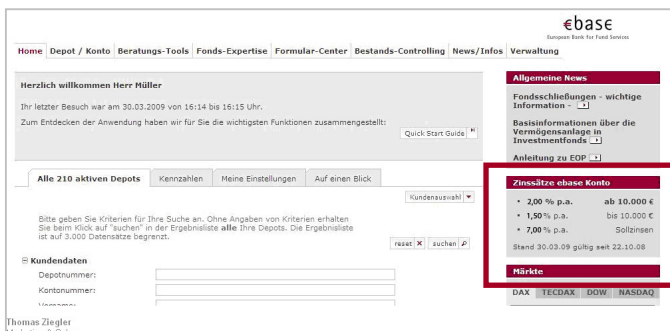 €base
European Bank for Fund Services
Home Depot / Konto Beratungs-Tools Fonds-Expertise Formular-Center Bestands-Controlling News/Infos Verwaltung
Herzlich willkommen Herr Müller
Ihr letzter Besuch war am 30.03.2009 von 16:14 bis 16:15 Uhr.
Zum Entdecken der Anwendung haben wir für Sie die wichtigsten Funktionen zusammengestellt:
Quick Start Guide
Alle 210 aktiven Depots Kennzahlen Meine Einstellungen Auf einen Blick
Kundenauswahl
Bitte geben Sie Kriterien für Ihre Suche an. Ohne Angaben von Kriterien erhalten
Sie beim Klick auf "suchen" in der Ergebnisliste alle Ihre Depots. Die Ergebnisliste
ist auf 3.000 Datensätze begrenzt.
reset suchen
Kundendaten
Depotnummer:
Kontonummer:
Vorname:
Allgemeine News
Fondsschließungen - wichtige
Information -
Basisinformationen über die
Vermögensanlage in
Investmentfonds
Anleitung zu EOP
Zinssätze ebase Konto
• 2,00 % p.a. ab 10.000 €
• 1,50 % p.a. bis 10.000 €
• 7,00 % p.a. Sollzinsen
Stand 30.03.09 gültig seit 22.10.08
Märkte
DAX TECDAX DOW NASDAQ
Thomas Ziegler